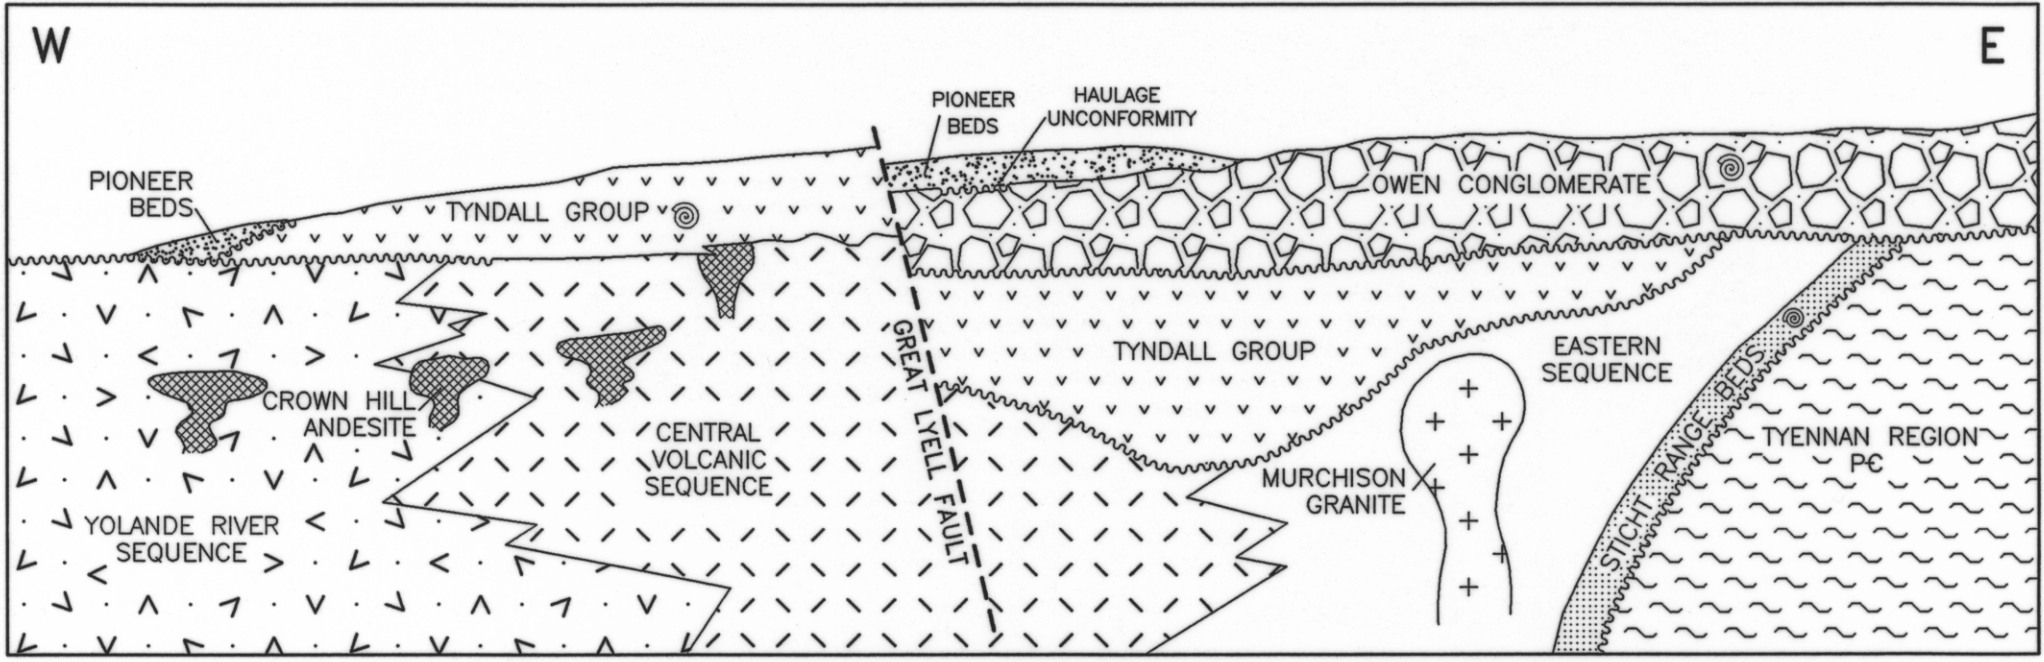 W
E
PIONEER
BEDS
HAULAGE
UNCONFORMITY
PIONEER
BEDS
TYNDALL GROUP
OWEN CONGLOMERATE
GREAT LYELL FAULT
TYNDALL GROUP
EASTERN
SEQUENCE
CROWN HILL
ANDESITE
CENTRAL
VOLCANIC
SEQUENCE
MURCHISON
GRANITE
STICHT RANGE BEDS
TYENNAN REGION
PЄ
YOLANDE RIVER
SEQUENCE